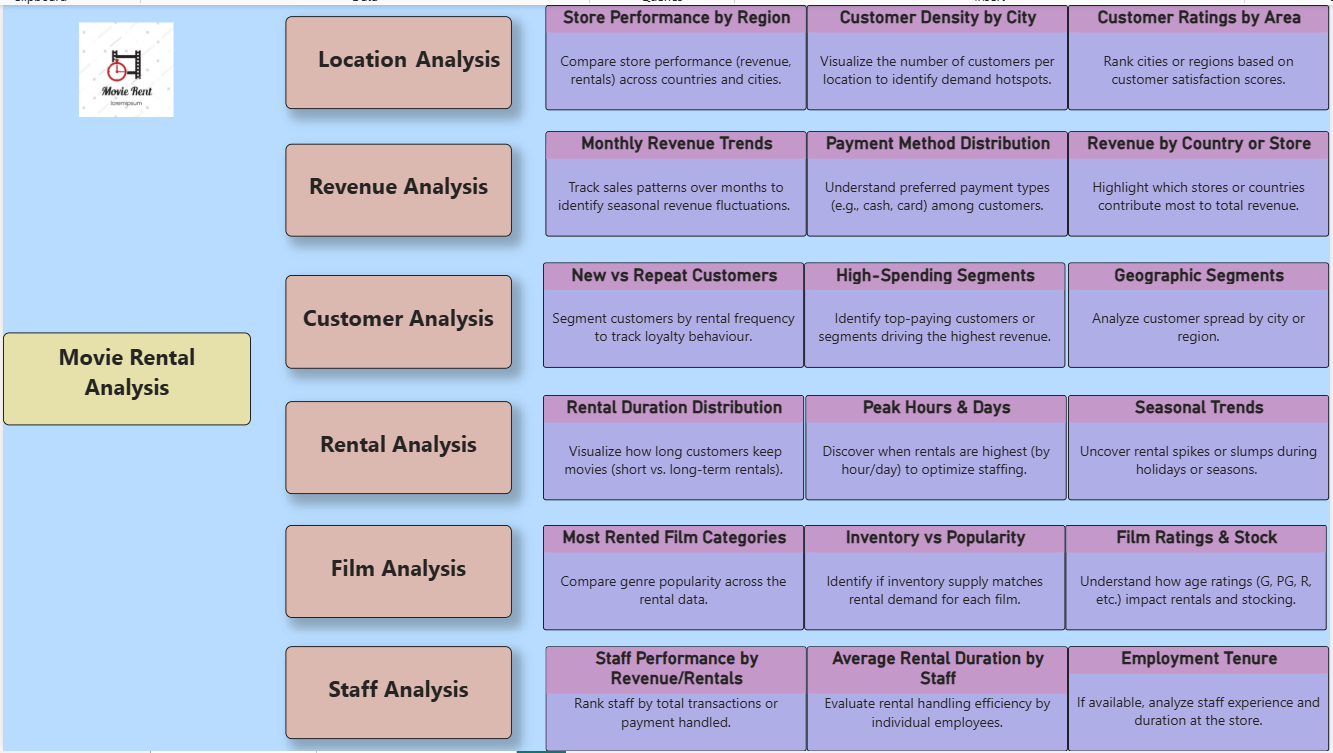 Movie Rent
loremipsum
Movie Rental
Analysis
Location Analysis
Store Performance by Region
Compare store performance (revenue,
rentals) across countries and cities.
Customer Density by City
Visualize the number of customers per
location to identify demand hotspots.
Customer Ratings by Area
Rank cities or regions based on
customer satisfaction scores.
Revenue Analysis
Monthly Revenue Trends
Track sales patterns over months to
identify seasonal revenue fluctuations.
Payment Method Distribution
Understand preferred payment types
(e.g., cash, card) among customers.
Revenue by Country or Store
Highlight which stores or countries
contribute most to total revenue.
Customer Analysis
New vs Repeat Customers
Segment customers by rental frequency
to track loyalty behaviour.
High-Spending Segments
Identify top-paying customers or
segments driving the highest revenue.
Geographic Segments
Analyze customer spread by city or
region.
Rental Analysis
Rental Duration Distribution
Visualize how long customers keep
movies (short vs. long-term rentals).
Peak Hours & Days
Discover when rentals are highest (by
hour/day) to optimize staffing.
Seasonal Trends
Uncover rental spikes or slumps during
holidays or seasons.
Film Analysis
Most Rented Film Categories
Compare genre popularity across the
rental data.
Inventory vs Popularity
Identify if inventory supply matches
rental demand for each film.
Film Ratings & Stock
Understand how age ratings (G, PG, R,
etc.) impact rentals and stocking.
Staff Analysis
Staff Performance by
Revenue/Rentals
Rank staff by total transactions or
payment handled.
Average Rental Duration by
Staff
Evaluate rental handling efficiency by
individual employees.
Employment Tenure
If available, analyze staff experience and
duration at the store.